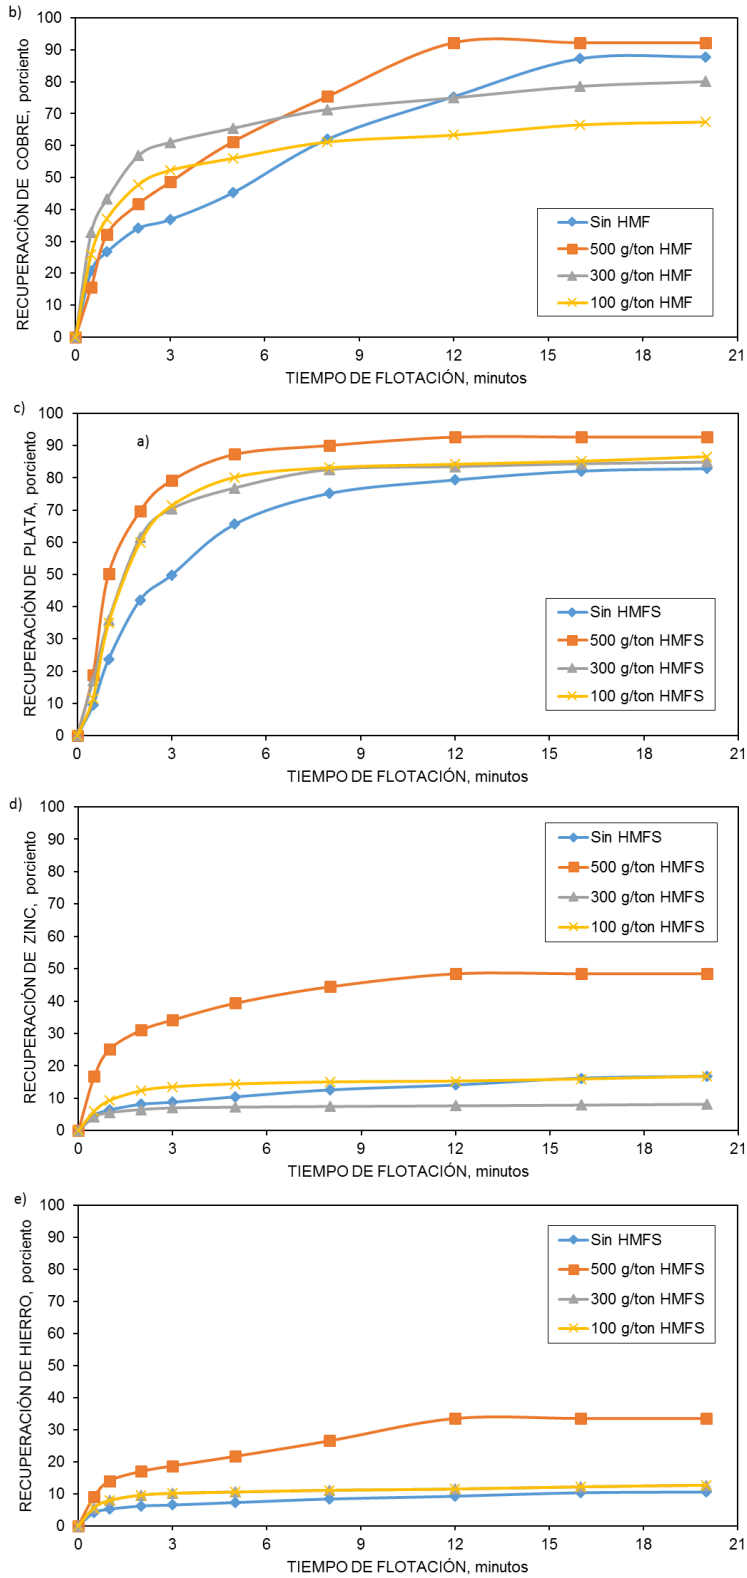 b)
100
90
80
70
60
50
40
30
20
10
0
RECUPERACIÓN DE COBRE, porciento
Sin HMF
500 g/ton HMF
300 g/ton HMF
100 g/ton HMF
0 3 6 9 12 15 18 21
TIEMPO DE FLOTACIÓN, minutos
c)
a)
100
90
80
70
60
50
40
30
20
10
0
RECUPERACIÓN DE PLATA, porciento
Sin HMFS
500 g/ton HMFS
300 g/ton HMFS
100 g/ton HMFS
0 3 6 9 12 15 18 21
TIEMPO DE FLOTACIÓN, minutos
d)
100
90
80
70
60
50
40
30
20
10
0
RECUPERACIÓN DE ZINC, porciento
Sin HMFS
500 g/ton HMFS
300 g/ton HMFS
100 g/ton HMFS
0 3 6 9 12 15 18 21
TIEMPO DE FLOTACIÓN, minutos
e)
100
90
80
70
60
50
40
30
20
10
0
RECUPERACIÓN DE HIERRO, porciento
Sin HMFS
500 g/ton HMFS
300 g/ton HMFS
100 g/ton HMFS
0 3 6 9 12 15 18 21
TIEMPO DE FLOTACIÓN, minutos